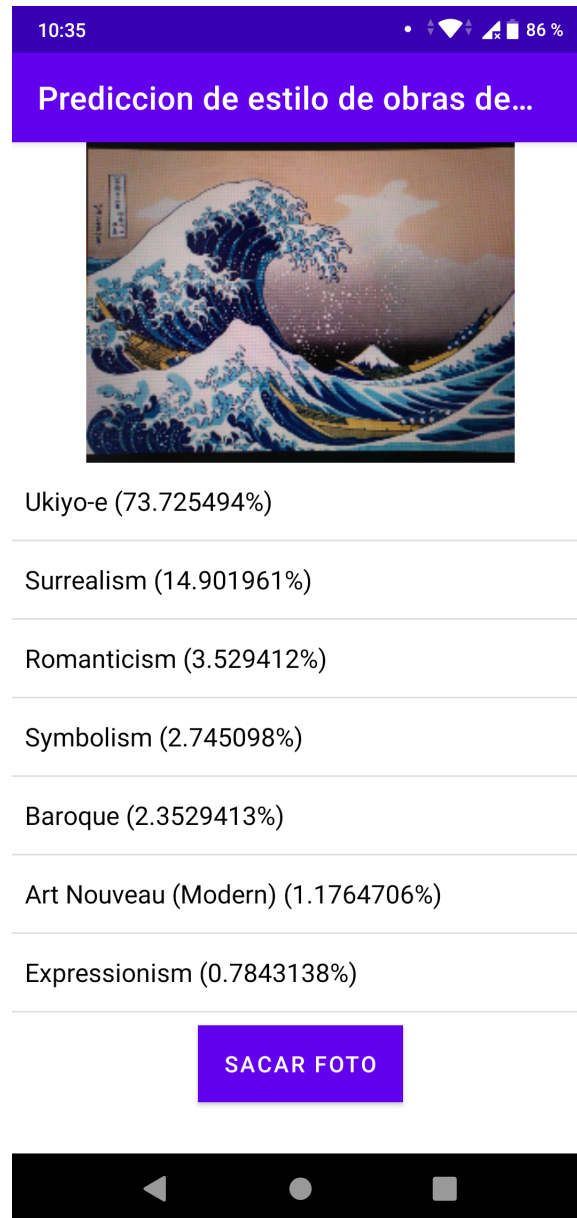 10:35
86 %
Prediccion de estilo de obras de...
Ukiyo-e (73.725494%)
Surrealism (14.901961%)
Romanticism (3.529412%)
Symbolism (2.745098%)
Baroque (2.3529413%)
Art Nouveau (Modern) (1.1764706%)
Expressionism (0.7843138%)
SACAR FOTO